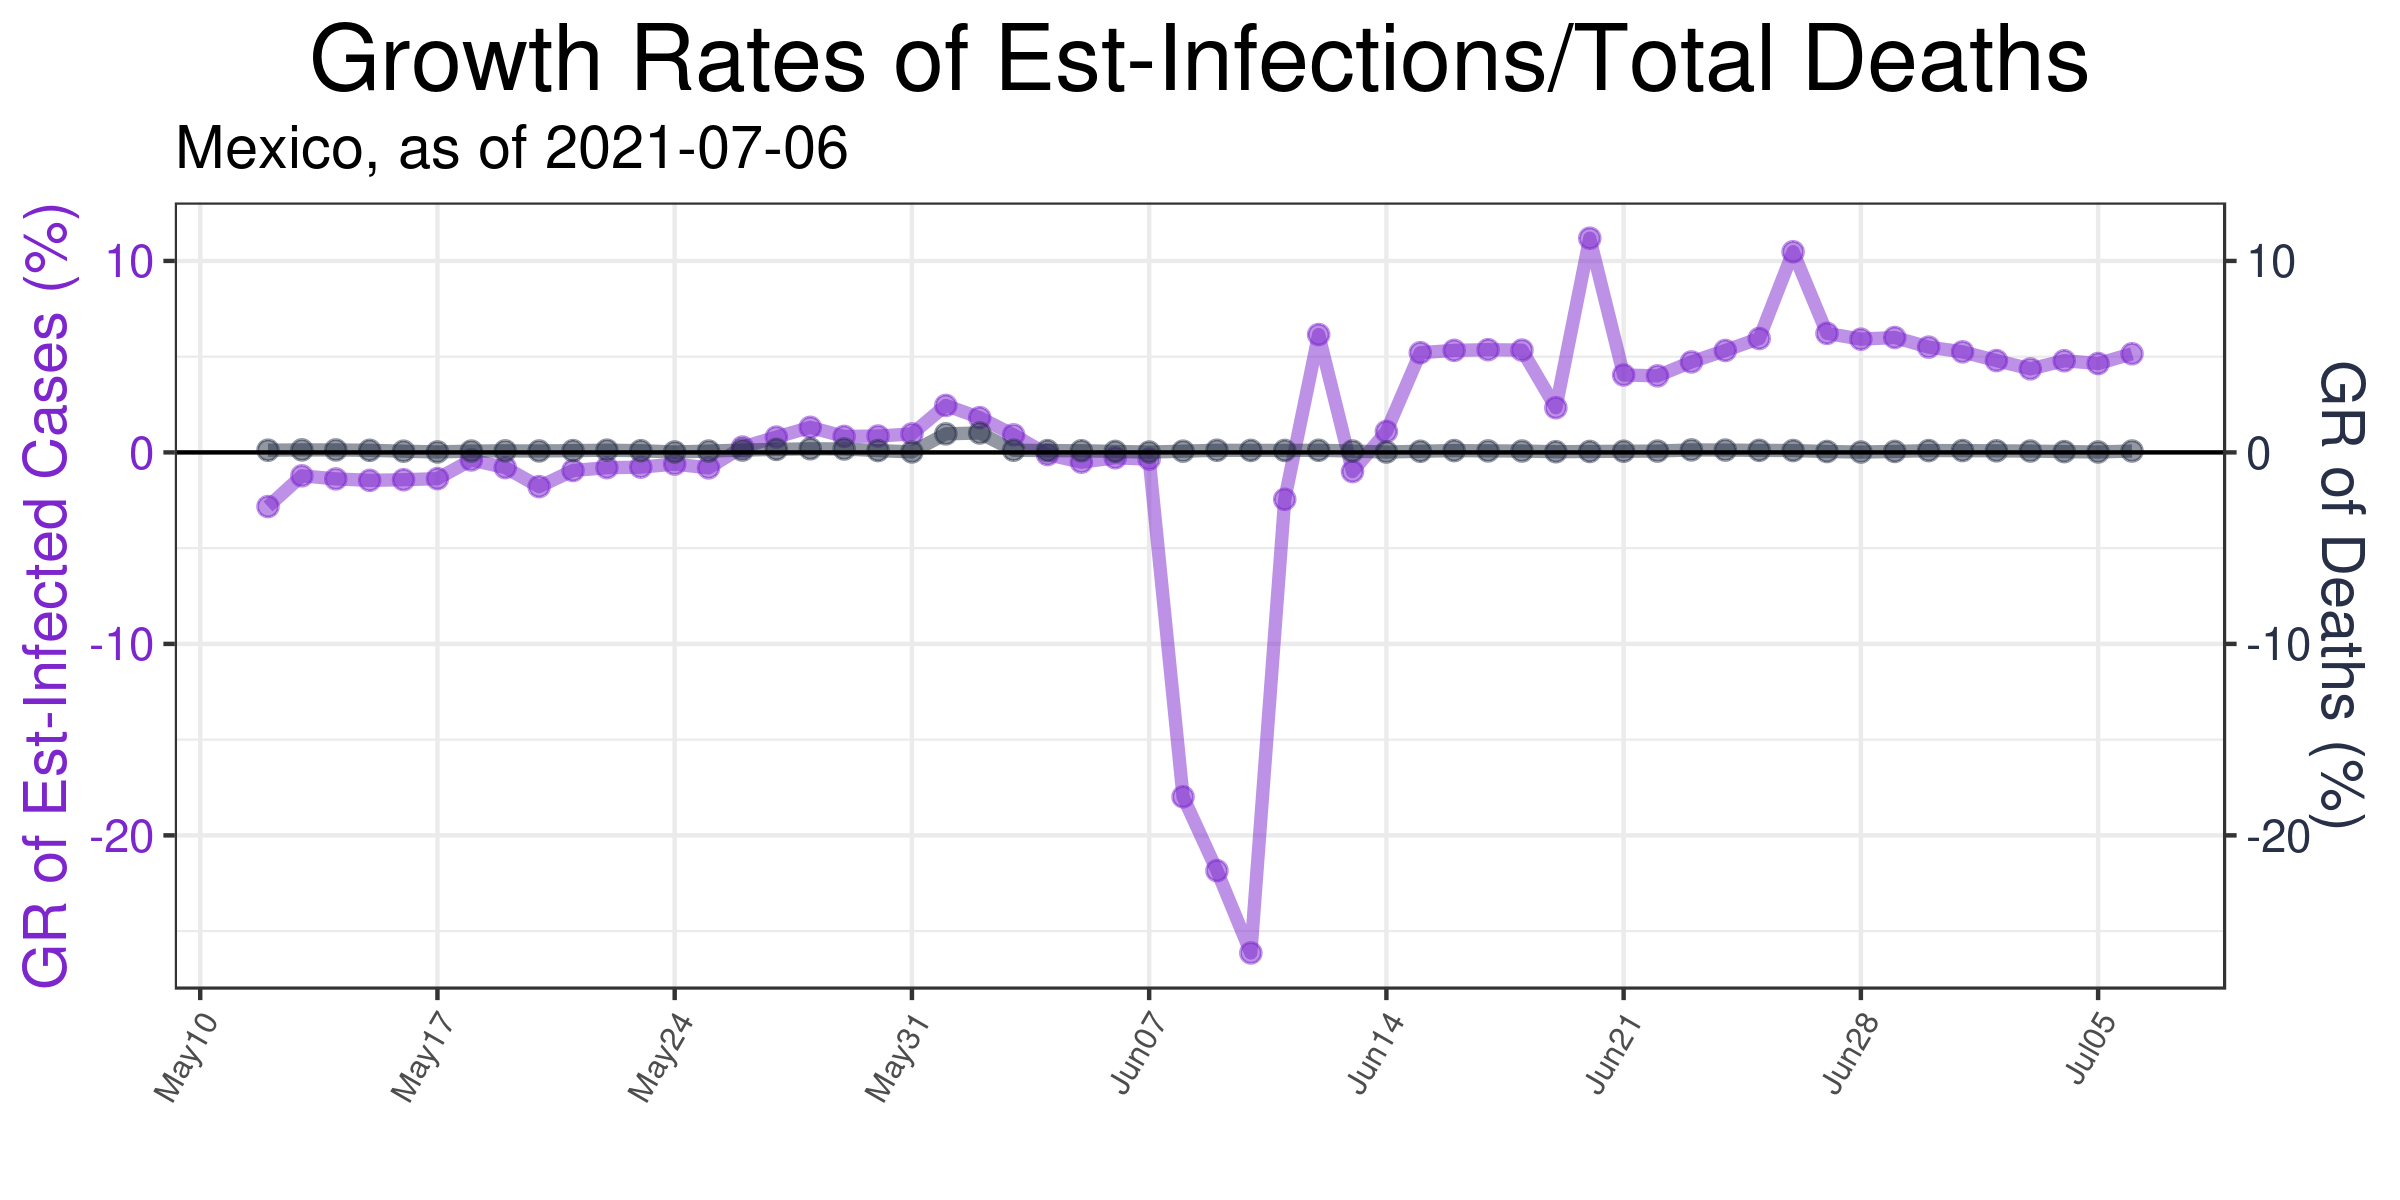 Growth Rates of Est-Infections/Total Deaths
Mexico, as of 2021-07-06
GR of Est-Infected Cases (%)
10
0
-10
-20
10
0
-10
-20
GR of Deaths (%)
May10
May17
May24
May31
Jun07
Jun14
Jun21
Jun28
Jul05